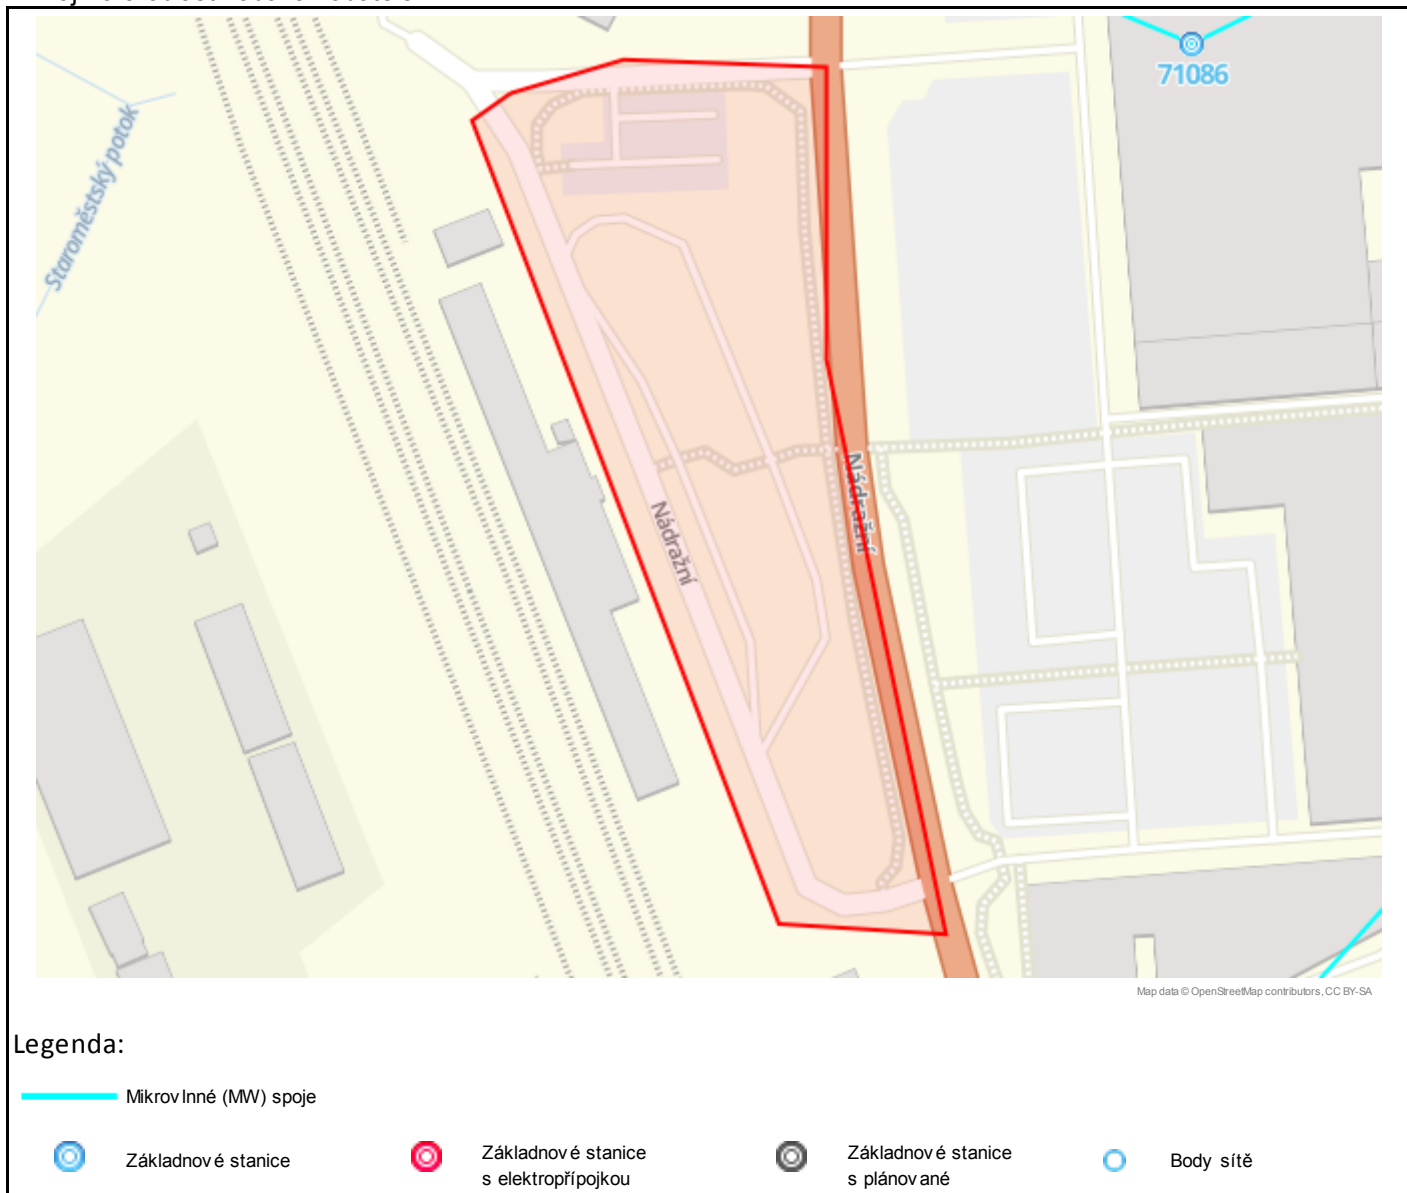 71086
Staroměstský potok
Nádražní
Nádražní
Map data © OpenStreetMap contributors, CC BY-SA
Legenda:
Mikrovlnné (MW) spoje
Základnové stanice
Základnové stanice
s elektropřípojkou
Základnové stanice
s plánované
Body sítě